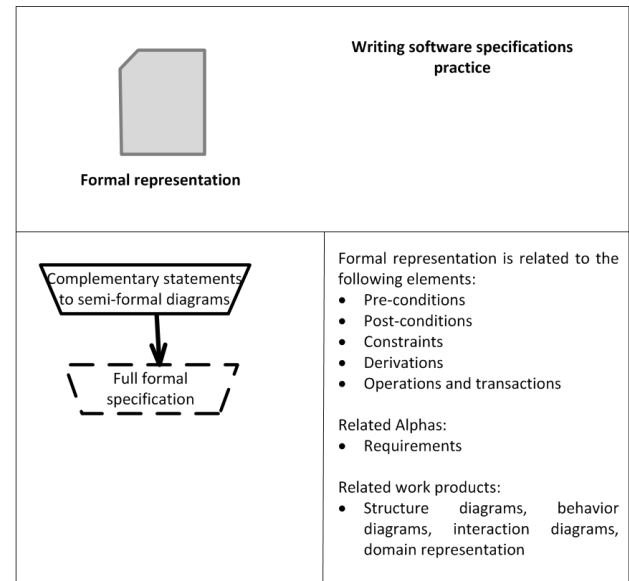 Writing software specifications
practice
Formal representation
Complementary statements
to semi-formal diagrams
Full formal
specification
Formal representation is related to the
following elements:
• Pre-conditions
• Post-conditions
• Constraints
• Derivations
• Operations and transactions
Related Alphas:
• Requirements
Related work products:
• Structure diagrams, behavior
diagrams, interaction diagrams,
domain representation